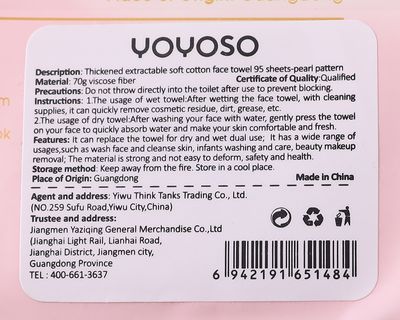 YOYOSO
Description: Thickened extractable soft cotton face towel 95 sheets-pearl pattern
Material: 70g viscose fiber Certificate of Quality:Qualified
Precautions: Do not throw directly into the toilet after use to prevent blocking.
Instructions: 1.The usage of wet towel:After wetting the face towel, with cleaning
supplies, it can quickly remove cosmetic residue, dirt, grease, etc.
2.The usage of dry towel:After washing your face with water, gently press the towel
on your face to quickly absorb water and make your skin comfortable and fresh.
Features: It can replace the towel for dry and wet dual use; It has a wide range of
usages,such as wash face and cleanse skin, infants washing and care, beauty makeup
removal; The material is strong and not easy to deform, safety and health.
Storage method: Keep away from the fire. Store in a cool place.
Place of Origin: Guangdong Made in China
Agent and address: Yiwu Think Tanks Trading Co., Ltd.
(NO.259 Sufu Road,Yiwu City,China)
Trustee and address:
Jiangmen Yaziqing General Merchandise Co.,Ltd
(Jianghai Light Rail, Lianhai Road,
Jianghai District, Jiangmen city,
Guangdong Province
TEL : 400-661-3637
6 942191 651484